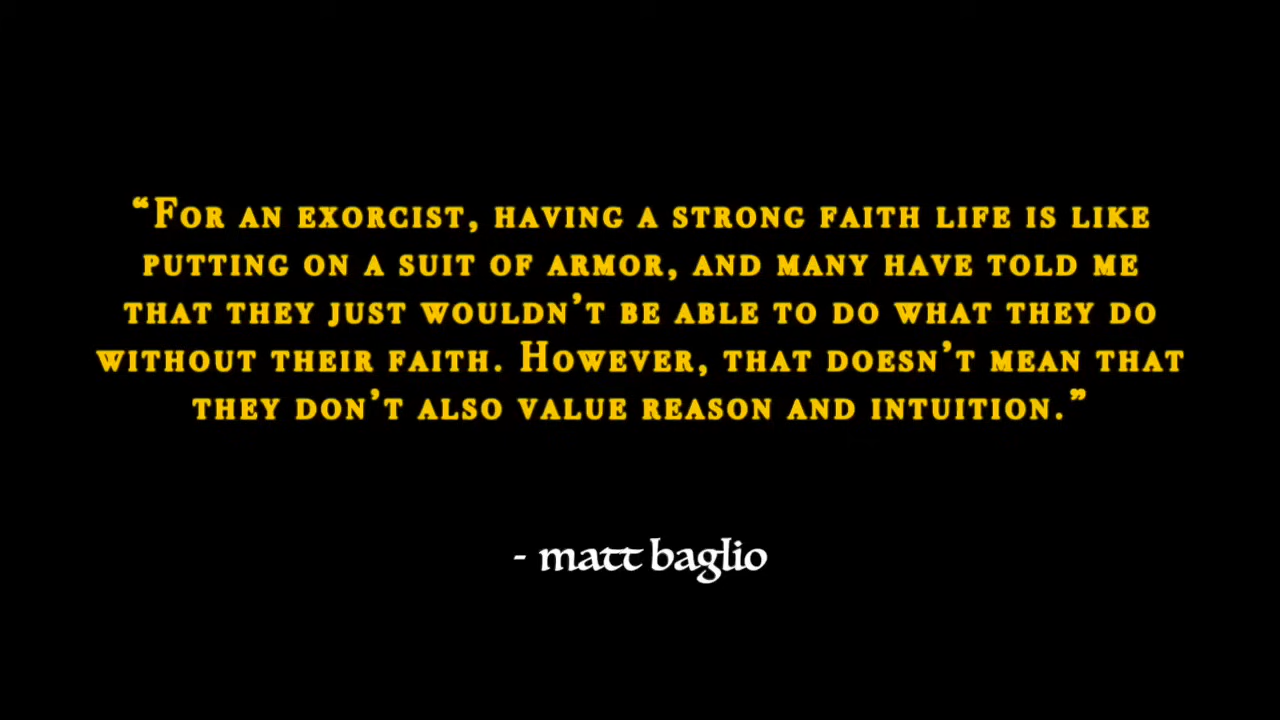 “For an exorcist, having a strong faith life is like
putting on a suit of armor, and many have told me
that they just wouldn’t be able to do what they do
without their faith. However, that doesn’t mean that
they don’t also value reason and intuition.”
- matt baglio